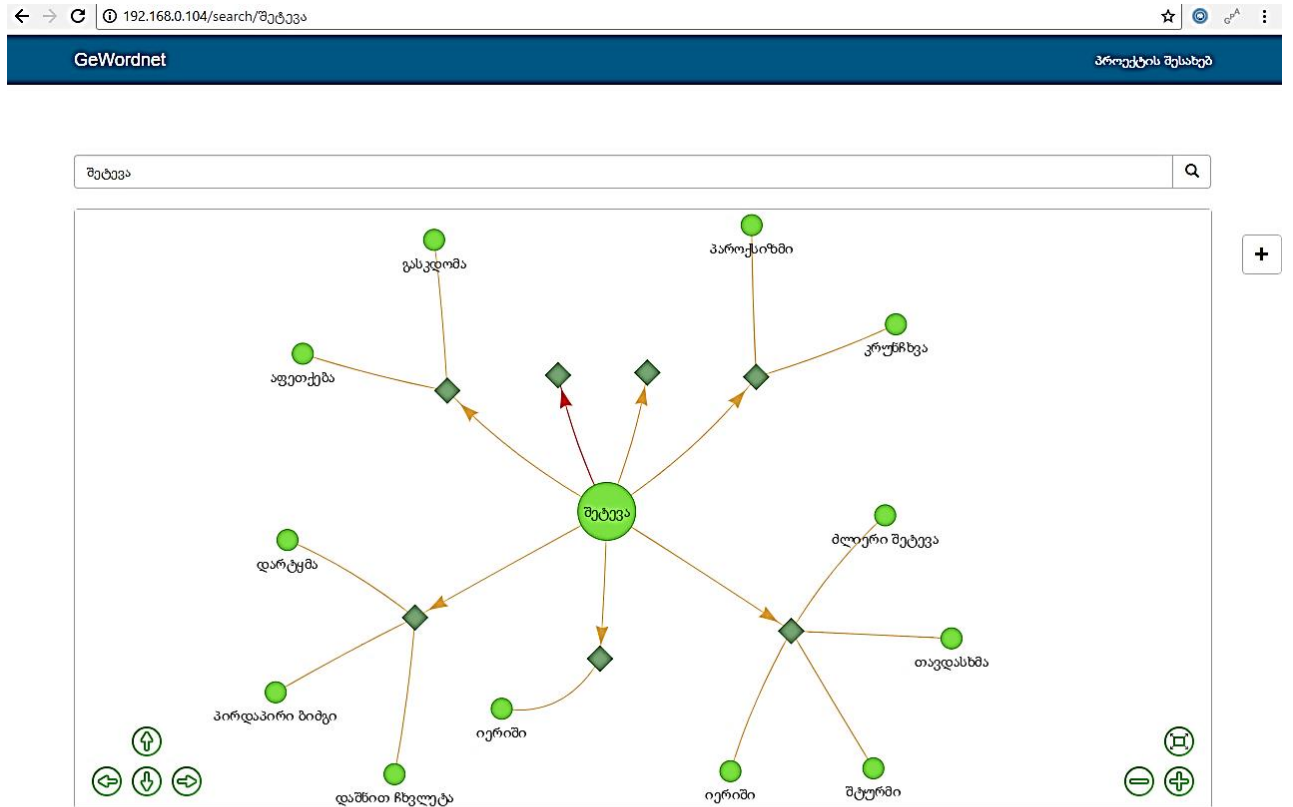 192.168.0.104/search/შეტევა
GeWordnet
პროექტის შესახებ
შეტევა
გასკდომა
პაროქსიზმი
აფეთქება
კრუნჩხვა
შეტევა
ძლიერი შეტევა
დარტყმა
თავდასხმა
პირდაპირი ბიძგი
იერიში
დაშნით ჩხვლეტა
იერიში
შტურმი